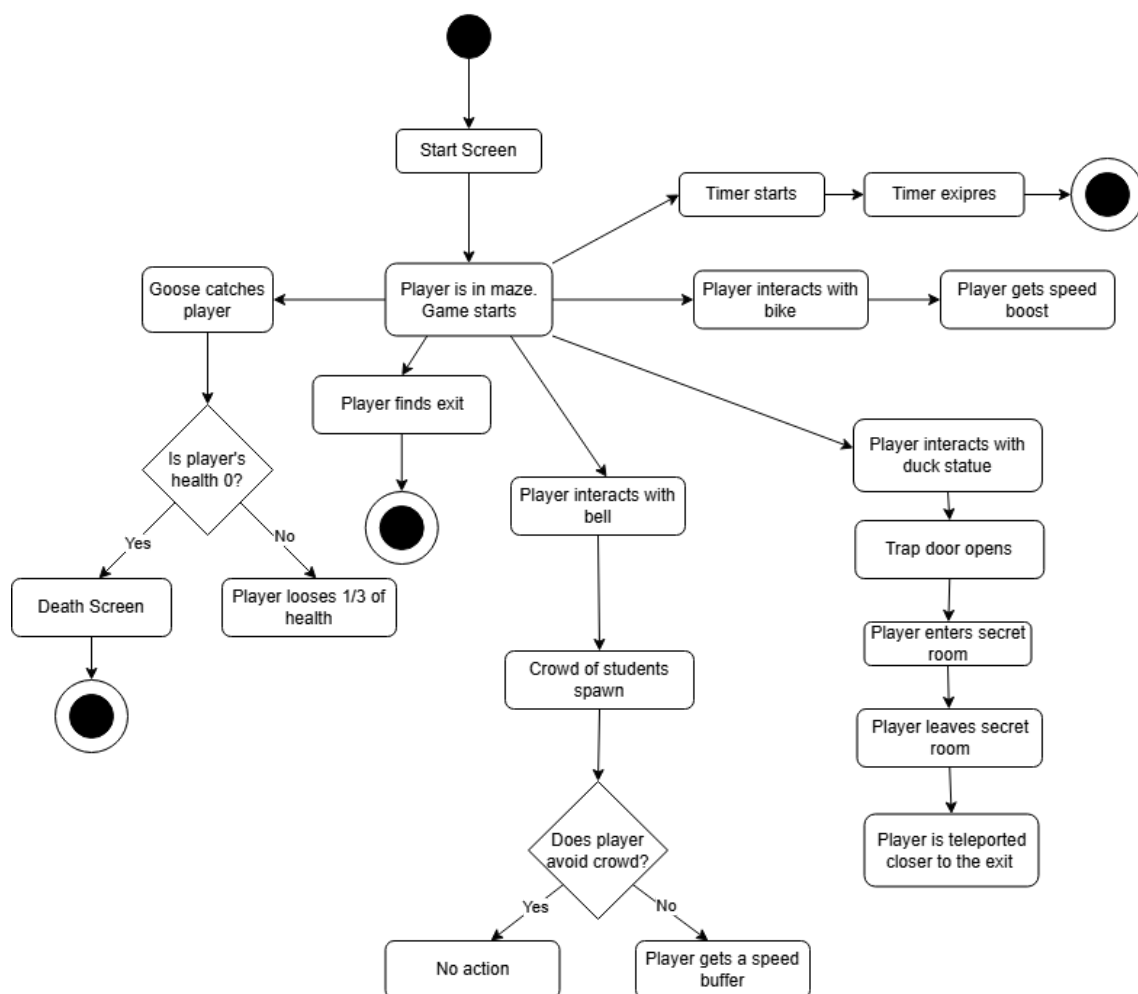 Start Screen
Timer starts
Timer exipres
Goose catches
player
Player is in maze.
Game starts
Player interacts with
bike
Player gets speed
boost
Player finds exit
Is player's
health 0?
Player interacts with
duck statue
Player interacts with
bell
Yes
No
Trap door opens
Death Screen
Player looses 1/3 of
health
Player enters secret
room
Crowd of students
spawn
Player leaves secret
room
Does player
avoid crowd?
Player is teleported
closer to the exit
Yes
No
No action
Player gets a speed
buffer